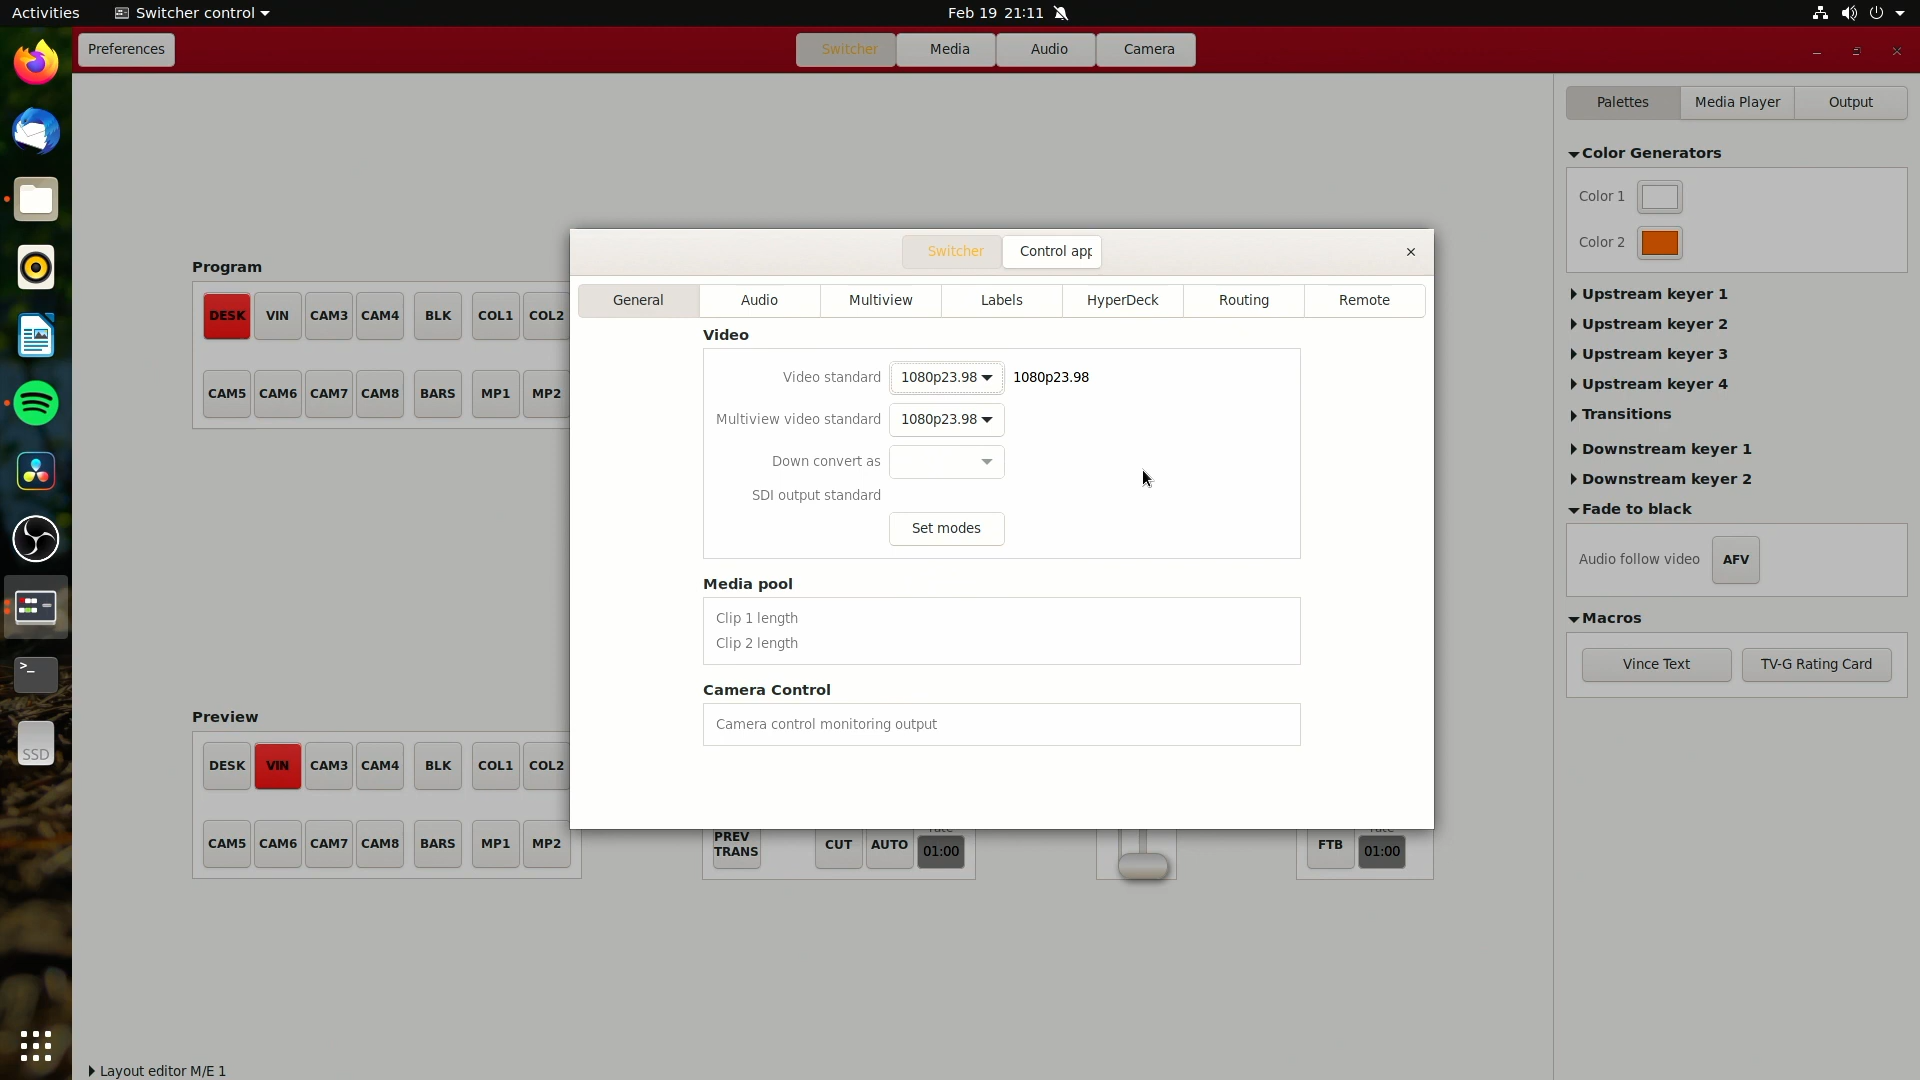 Activities
Switcher control
Feb 19 21:11
Preferences
Switcher
Media
Audio
Camera
Palettes
Media Player
Output
Color Generators
Color 1
Color 2
Upstream keyer 1
Upstream keyer 2
Upstream keyer 3
Upstream keyer 4
Transitions
Downstream keyer 1
Downstream keyer 2
Fade to black
Audio follow video
AFV
Macros
Vince Text
TV-G Rating Card
Switcher
Control app
×
General
Audio
Multiview
Labels
HyperDeck
Routing
Remote
Video
Video standard
1080p23.98
1080p23.98
Multiview video standard
1080p23.98
Down convert as
SDI output standard
Set modes
Media pool
Clip 1 length
Clip 2 length
Camera Control
Camera control monitoring output
Program
DESK
VIN
CAM3
CAM4
BLK
COL1
COL2
CAM5
CAM6
CAM7
CAM8
BARS
MP1
MP2
Preview
DESK
VIN
CAM3
CAM4
BLK
COL1
COL2
CAM5
CAM6
CAM7
CAM8
BARS
MP1
MP2
PREV
TRANS
CUT
AUTO
01:00
FTB
01:00
SSD
>_
Layout editor M/E 1